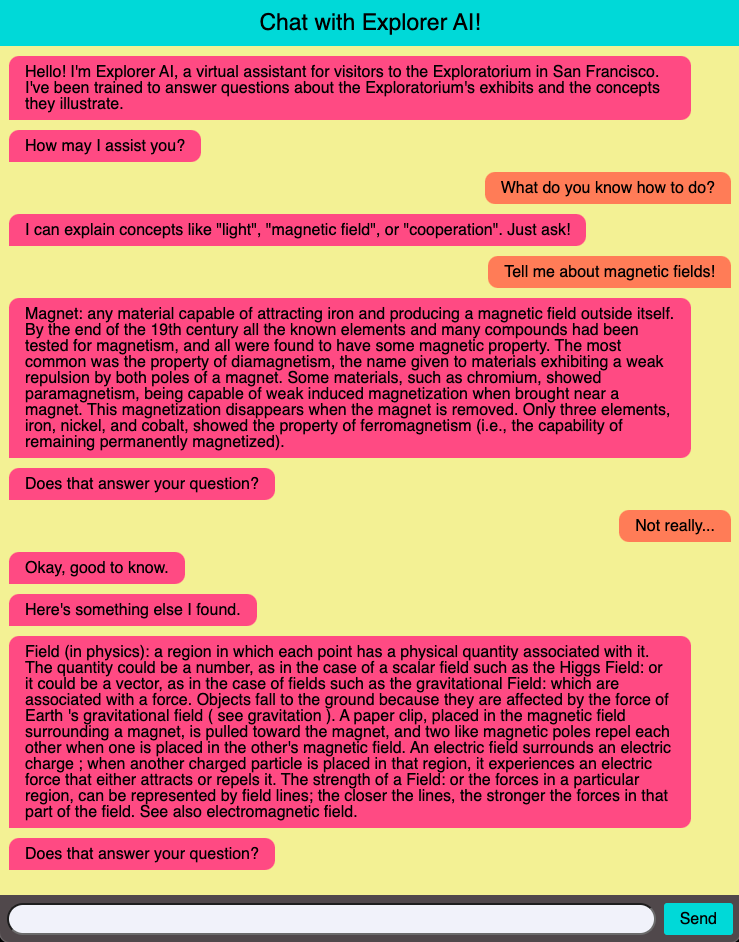 Chat with Explorer AI!
Hello! I'm Explorer AI, a virtual assistant for visitors to the Exploratorium in San Francisco.
I've been trained to answer questions about the Exploratorium's exhibits and the concepts
they illustrate.
How may I assist you?
What do you know how to do?
I can explain concepts like "light", "magnetic field", or "cooperation". Just ask!
Tell me about magnetic fields!
Magnet: any material capable of attracting iron and producing a magnetic field outside itself.
By the end of the 19th century all the known elements and many compounds had been
tested for magnetism, and all were found to have some magnetic property. The most
common was the property of diamagnetism, the name given to materials exhibiting a weak
repulsion by both poles of a magnet. Some materials, such as chromium, showed
paramagnetism, being capable of weak induced magnetization when brought near a
magnet. This magnetization disappears when the magnet is removed. Only three elements,
iron, nickel, and cobalt, showed the property of ferromagnetism (i.e., the capability of
remaining permanently magnetized).
Does that answer your question?
Not really...
Okay, good to know.
Here's something else I found.
Field (in physics): a region in which each point has a physical quantity associated with it.
The quantity could be a number, as in the case of a scalar field such as the Higgs Field: or
it could be a vector, as in the case of fields such as the gravitational Field: which are
associated with a force. Objects fall to the ground because they are affected by the force of
Earth 's gravitational field ( see gravitation ). A paper clip, placed in the magnetic field
surrounding a magnet, is pulled toward the magnet, and two like magnetic poles repel each
other when one is placed in the other's magnetic field. An electric field surrounds an electric
charge ; when another charged particle is placed in that region, it experiences an electric
force that either attracts or repels it. The strength of a Field: or the forces in a particular
region, can be represented by field lines; the closer the lines, the stronger the forces in that
part of the field. See also electromagnetic field.
Does that answer your question?
Send